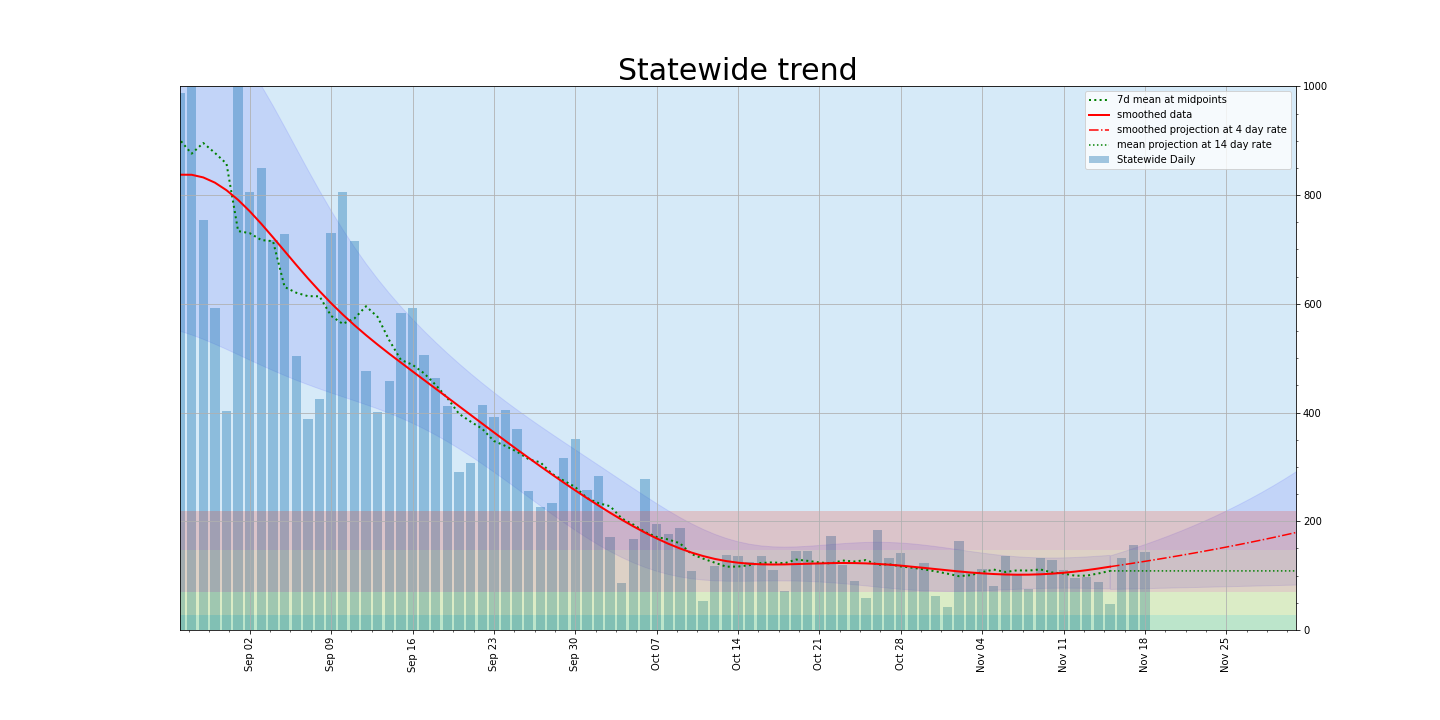 Statewide trend
7d mean at midpoints
smoothed data
smoothed projection at 4 day rate
mean projection at 14 day rate
Statewide Daily
1000
800
600
400
200
0
Sep 02
Sep 09
Sep 16
Sep 23
Sep 30
Oct 07
Oct 14
Oct 21
Oct 28
Nov 04
Nov 11
Nov 18
Nov 25